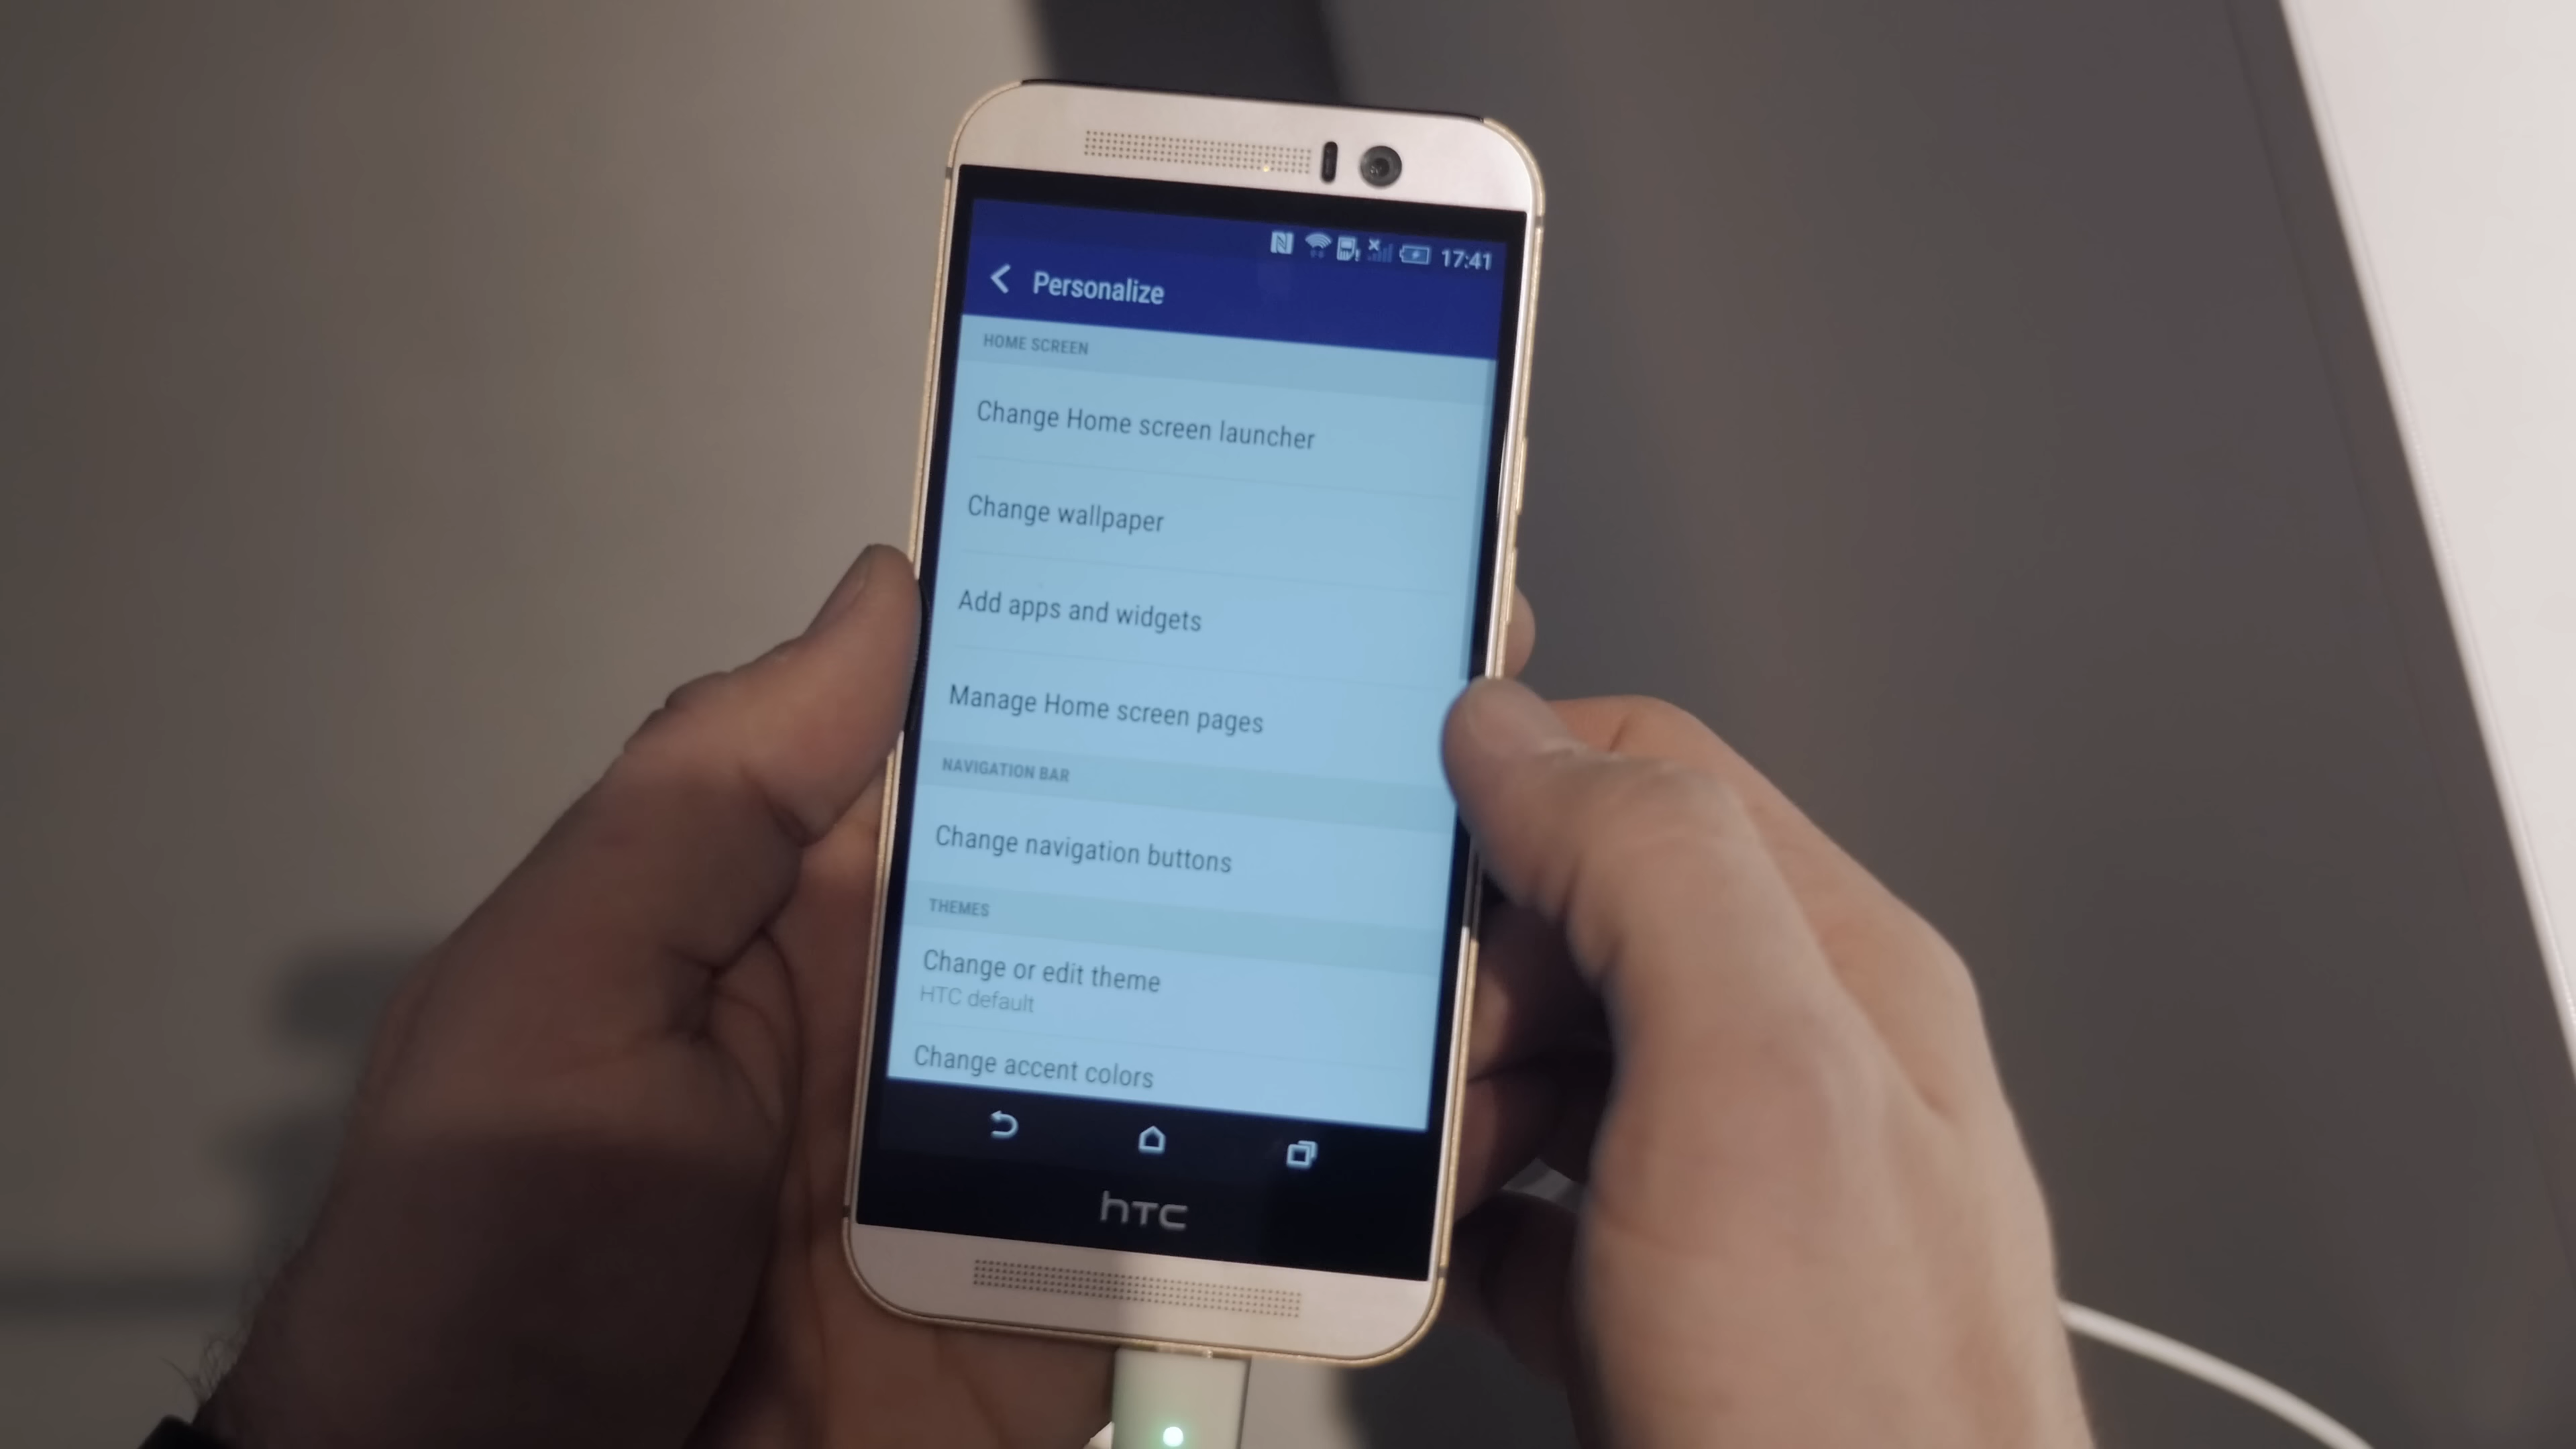 17:41
Personalize
HOME SCREEN
Change Home screen launcher
Change wallpaper
Add apps and widgets
Manage Home screen pages
NAVIGATION BAR
Change navigation buttons
THEMES
Change or edit theme
HTC default
Change accent colors
hTC